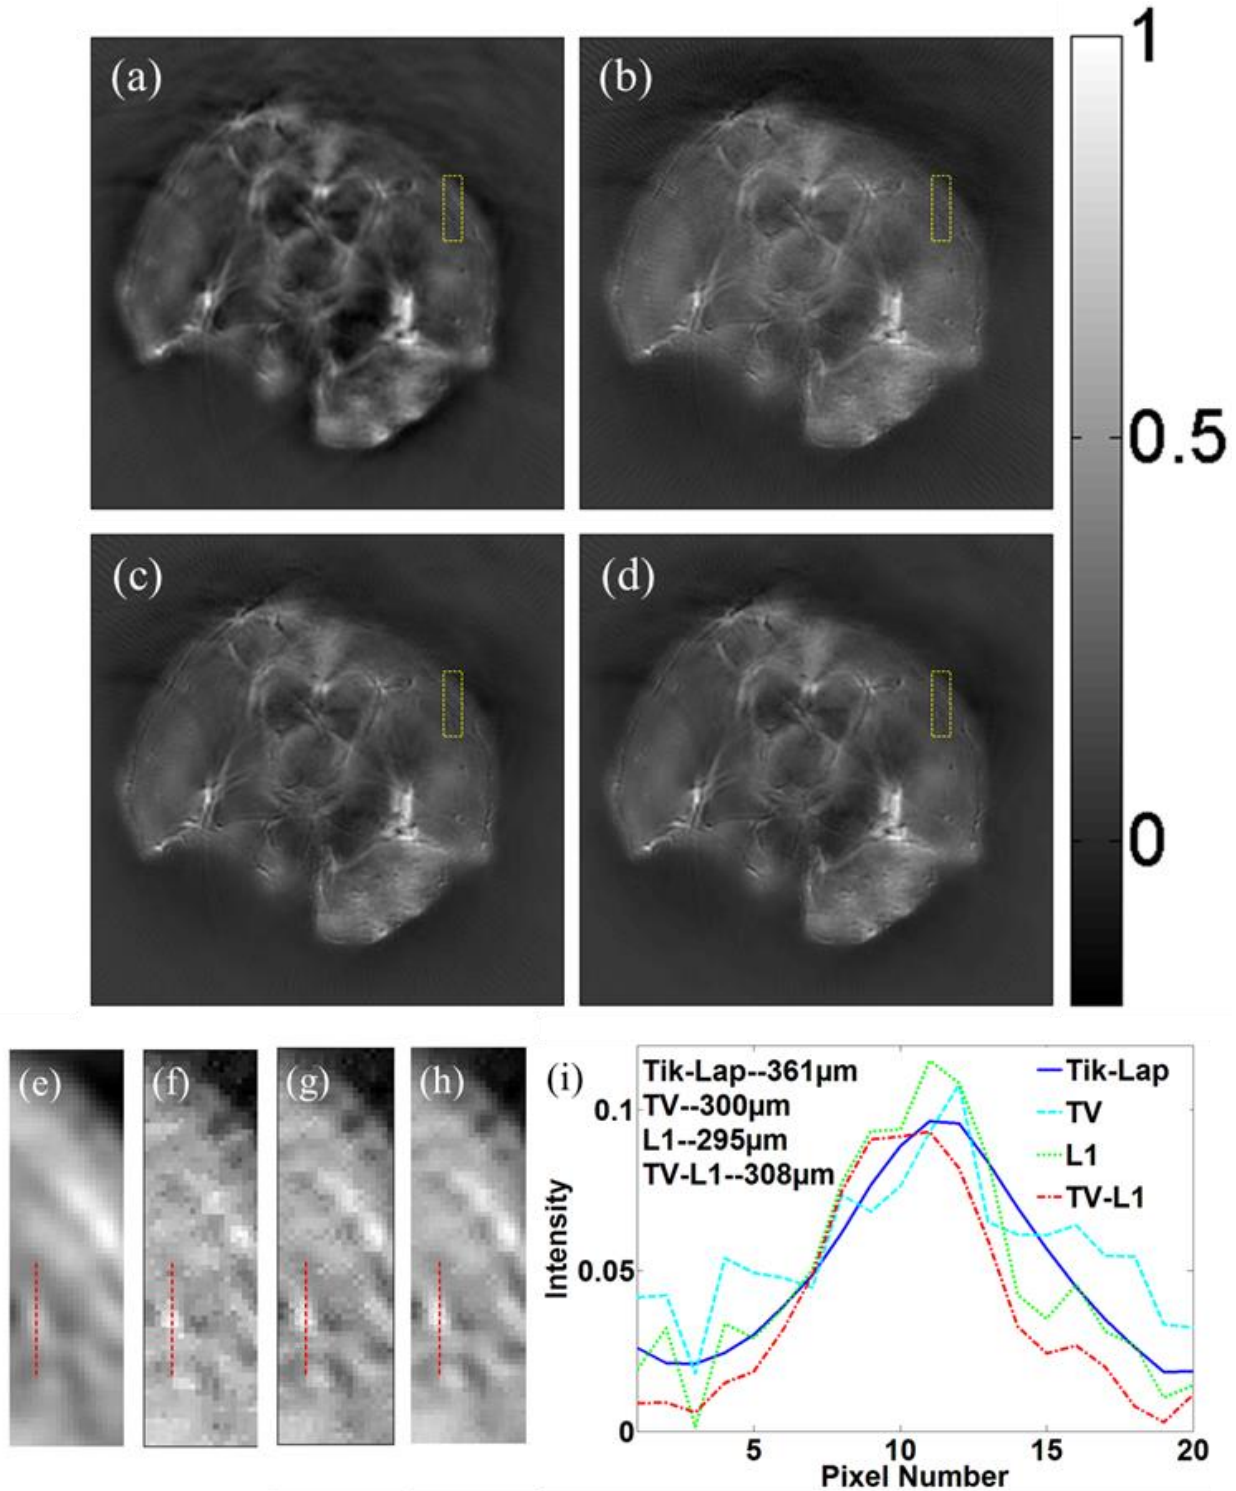 (a)
(b)
1
0.5
0
(c)
(d)
(e)
(f)
(g)
(h)
(i)
Tik-Lap--361µm
TV--300µm
L1--295µm
TV-L1--308µm
Tik-Lap
TV
L1
TV-L1
0.1
0.05
0
Intensity
5
10
15
20
Pixel Number